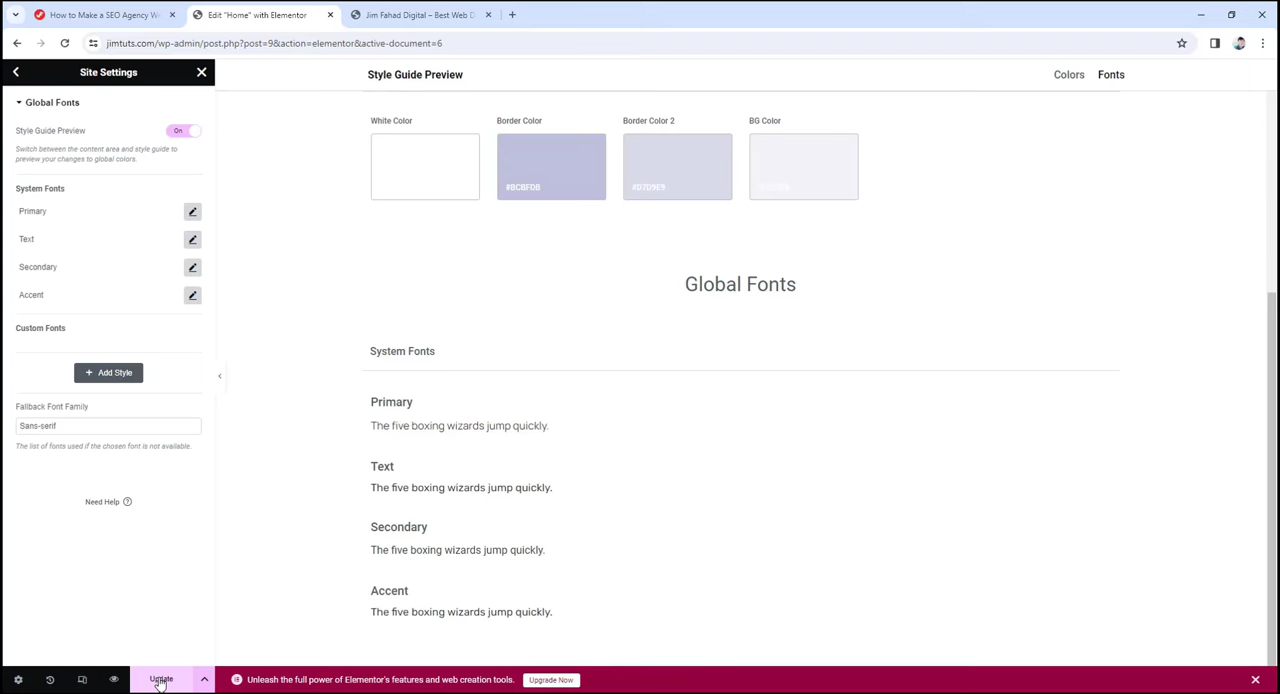 How to Make a SEO Agency W
Edit "Home" with Elementor
Jim Fahad Digital – Best Web D
jimtuts.com/wp-admin/post.php?post=9&action=elementor&active-document=6
Site Settings
Style Guide Preview
Colors
Fonts
Global Fonts
Style Guide Preview
On
Switch between the content area and style guide to
preview your changes to global colors.
System Fonts
Primary
Text
Secondary
Accent
Custom Fonts
+ Add Style
Fallback Font Family
Sans-serif
The list of fonts used if the chosen font is not available.
Need Help
White Color
Border Color
Border Color 2
BG Color
#BCBFDB
#D7D9E9
Global Fonts
System Fonts
Primary
The five boxing wizards jump quickly.
Text
The five boxing wizards jump quickly.
Secondary
The five boxing wizards jump quickly.
Accent
The five boxing wizards jump quickly.
Update
Unleash the full power of Elementor's features and web creation tools.
Upgrade Now